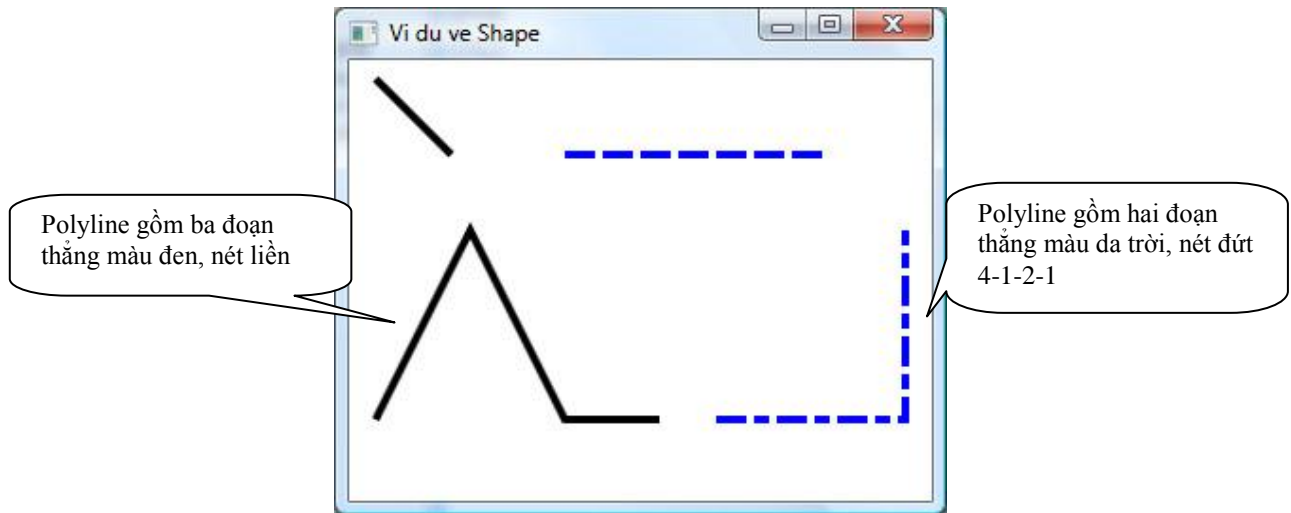 Vi du ve Shape
Polyline gồm ba đoạn
thẳng màu đen, nét liền
Polyline gồm hai đoạn
thẳng màu da trời, nét đứt
4-1-2-1